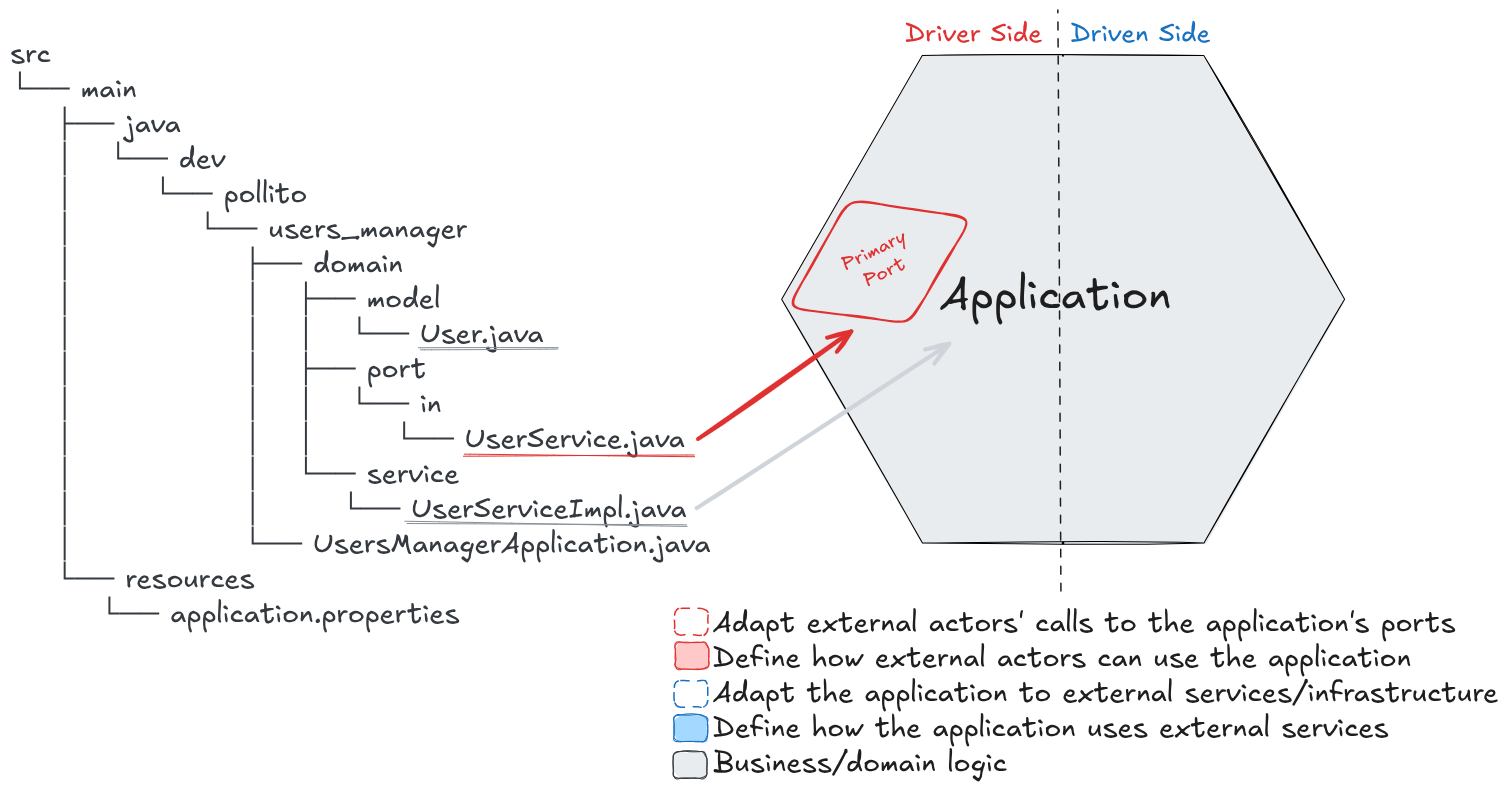 src
main
java
dev
pollito
users_manager
domain
model
User.java
port
in
UserService.java
service
UserServiceImpl.java
UsersManagerApplication.java
resources
application.properties
Driver Side
Driven Side
Primary
Port
Application
Adapt external actors' calls to the application's ports
Define how external actors can use the application
Adapt the application to external services/infrastructure
Define how the application uses external services
Business/domain logic